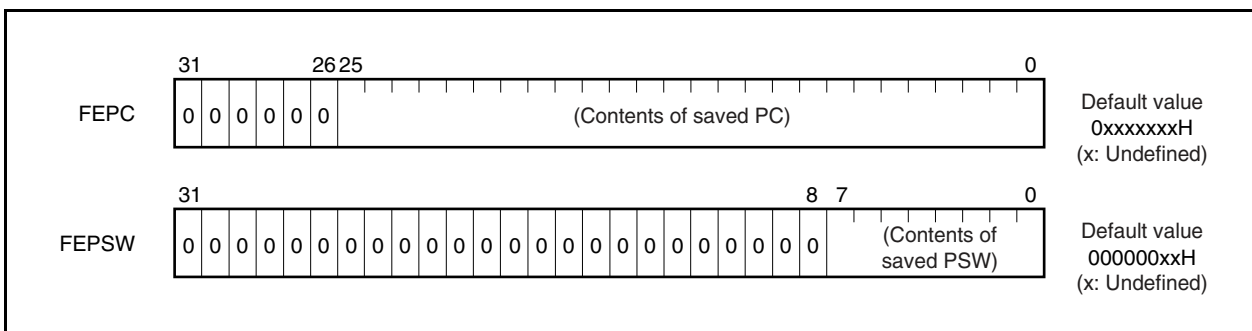 31 26 25 0
FEPC 0 0 0 0 0 0 (Contents of saved PC) Default value
0xxxxxxxH
(x: Undefined)
31 8 7 0
FEPSW 0 0 0 0 0 0 0 0 0 0 0 0 0 0 0 0 0 0 0 0 0 0 0 0 (Contents of
saved PSW) Default value
000000xxH
(x: Undefined)